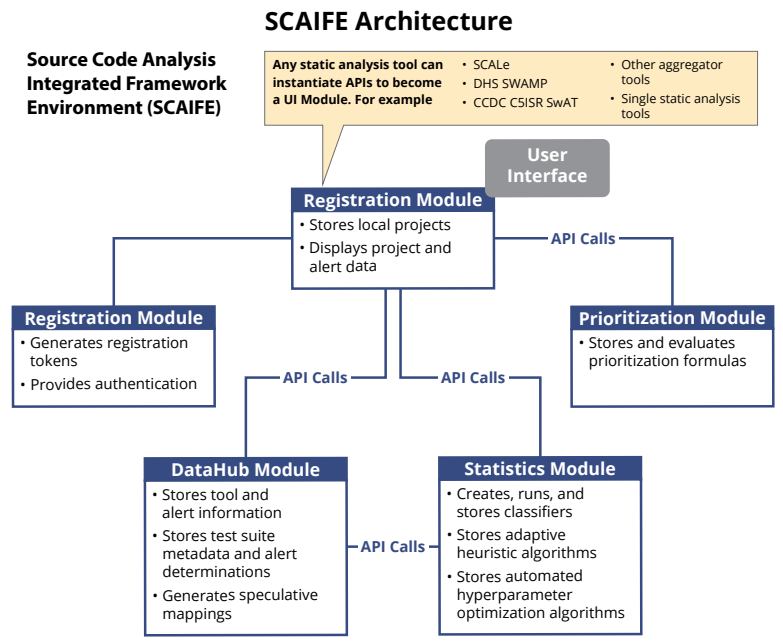 SCAIFE Architecture
Source Code Analysis
Integrated Framework
Environment (SCAIFE)
Any static analysis tool can
instantiate APIs to become
a UI Module. For example
• SCALe
• DHS SWAMP
• CCDC C5ISR SwAT
• Other aggregator
tools
• Single static analysis
tools
User
Interface
Registration Module
• Stores local projects
• Displays project and
alert data
API Calls
Registration Module
• Generates registration
tokens
• Provides authentication
Prioritization Module
• Stores and evaluates
prioritization formulas
API Calls
API Calls
DataHub Module
• Stores tool and
alert information
• Stores test suite
metadata and alert
determinations
• Generates speculative
mappings
API Calls
Statistics Module
• Creates, runs, and
stores classifiers
• Stores adaptive
heuristic algorithms
• Stores automated
hyperparameter
optimization algorithms